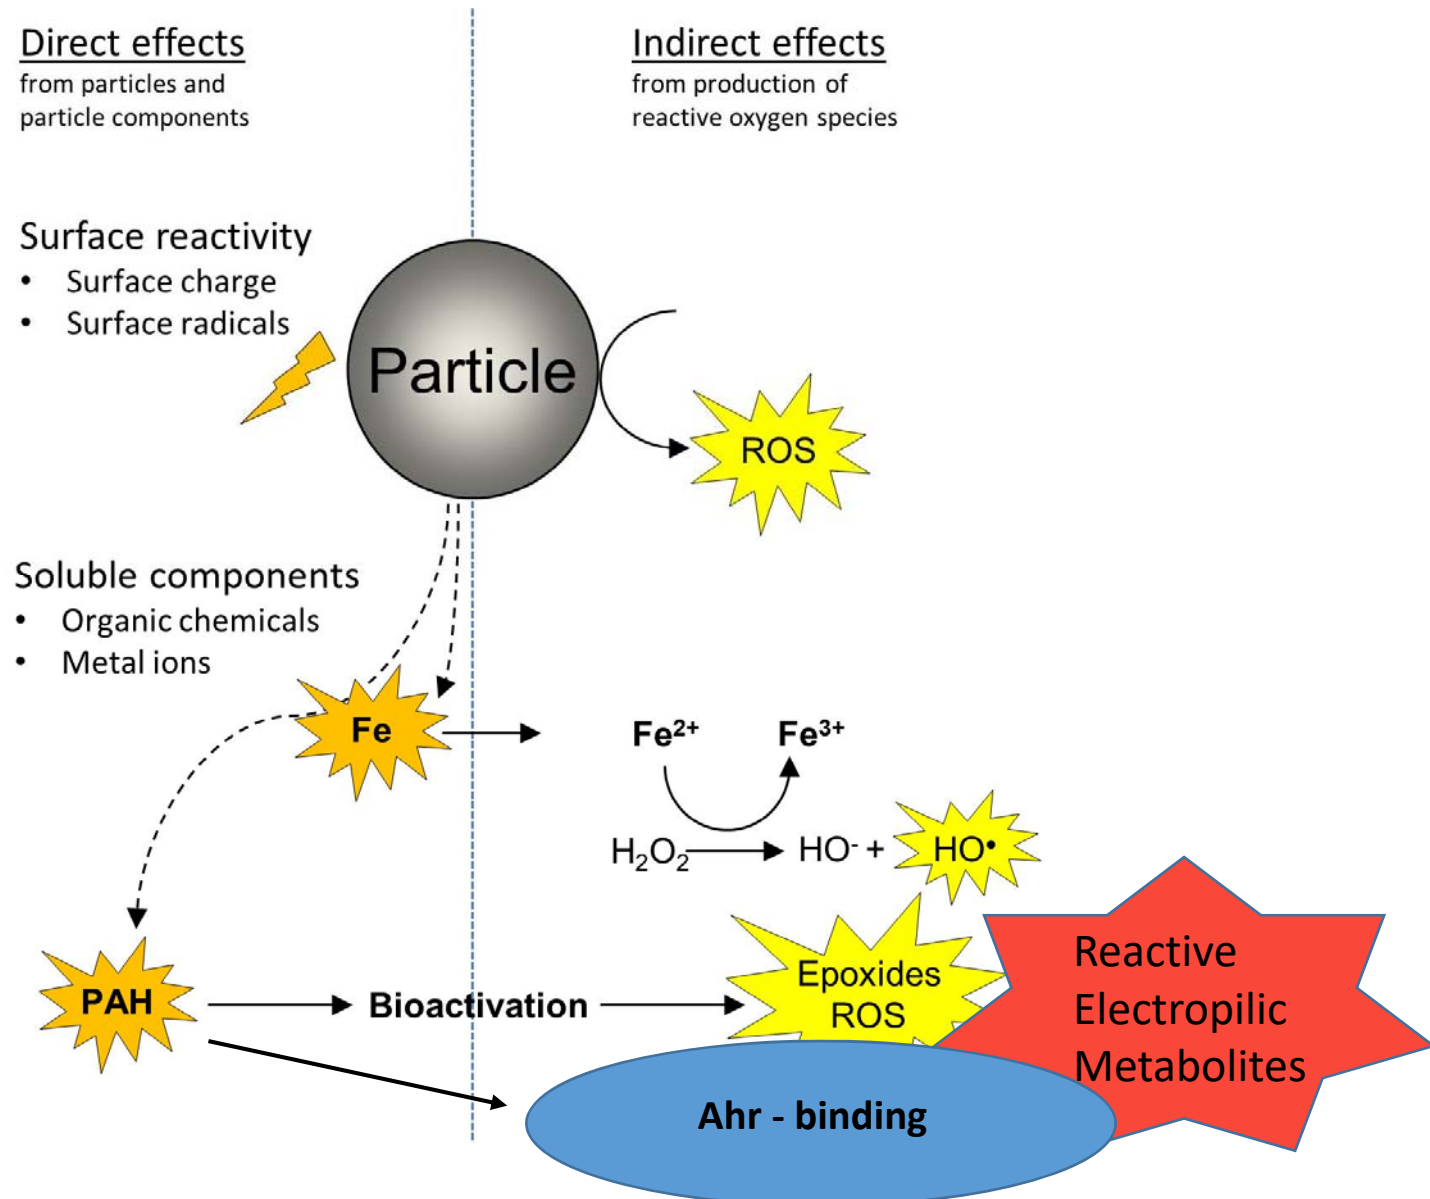 Direct effects
from particles and
particle components
Indirect effects
from production of
reactive oxygen species
Surface reactivity
• Surface charge
• Surface radicals
Particle
ROS
Soluble components
• Organic chemicals
• Metal ions
Fe
Fe²⁺ Fe³⁺
H₂O₂ HO⁻ + HO•
PAH
Bioactivation
Epoxides
ROS
Reactive
Electropilic
Metabolites
Ahr - binding